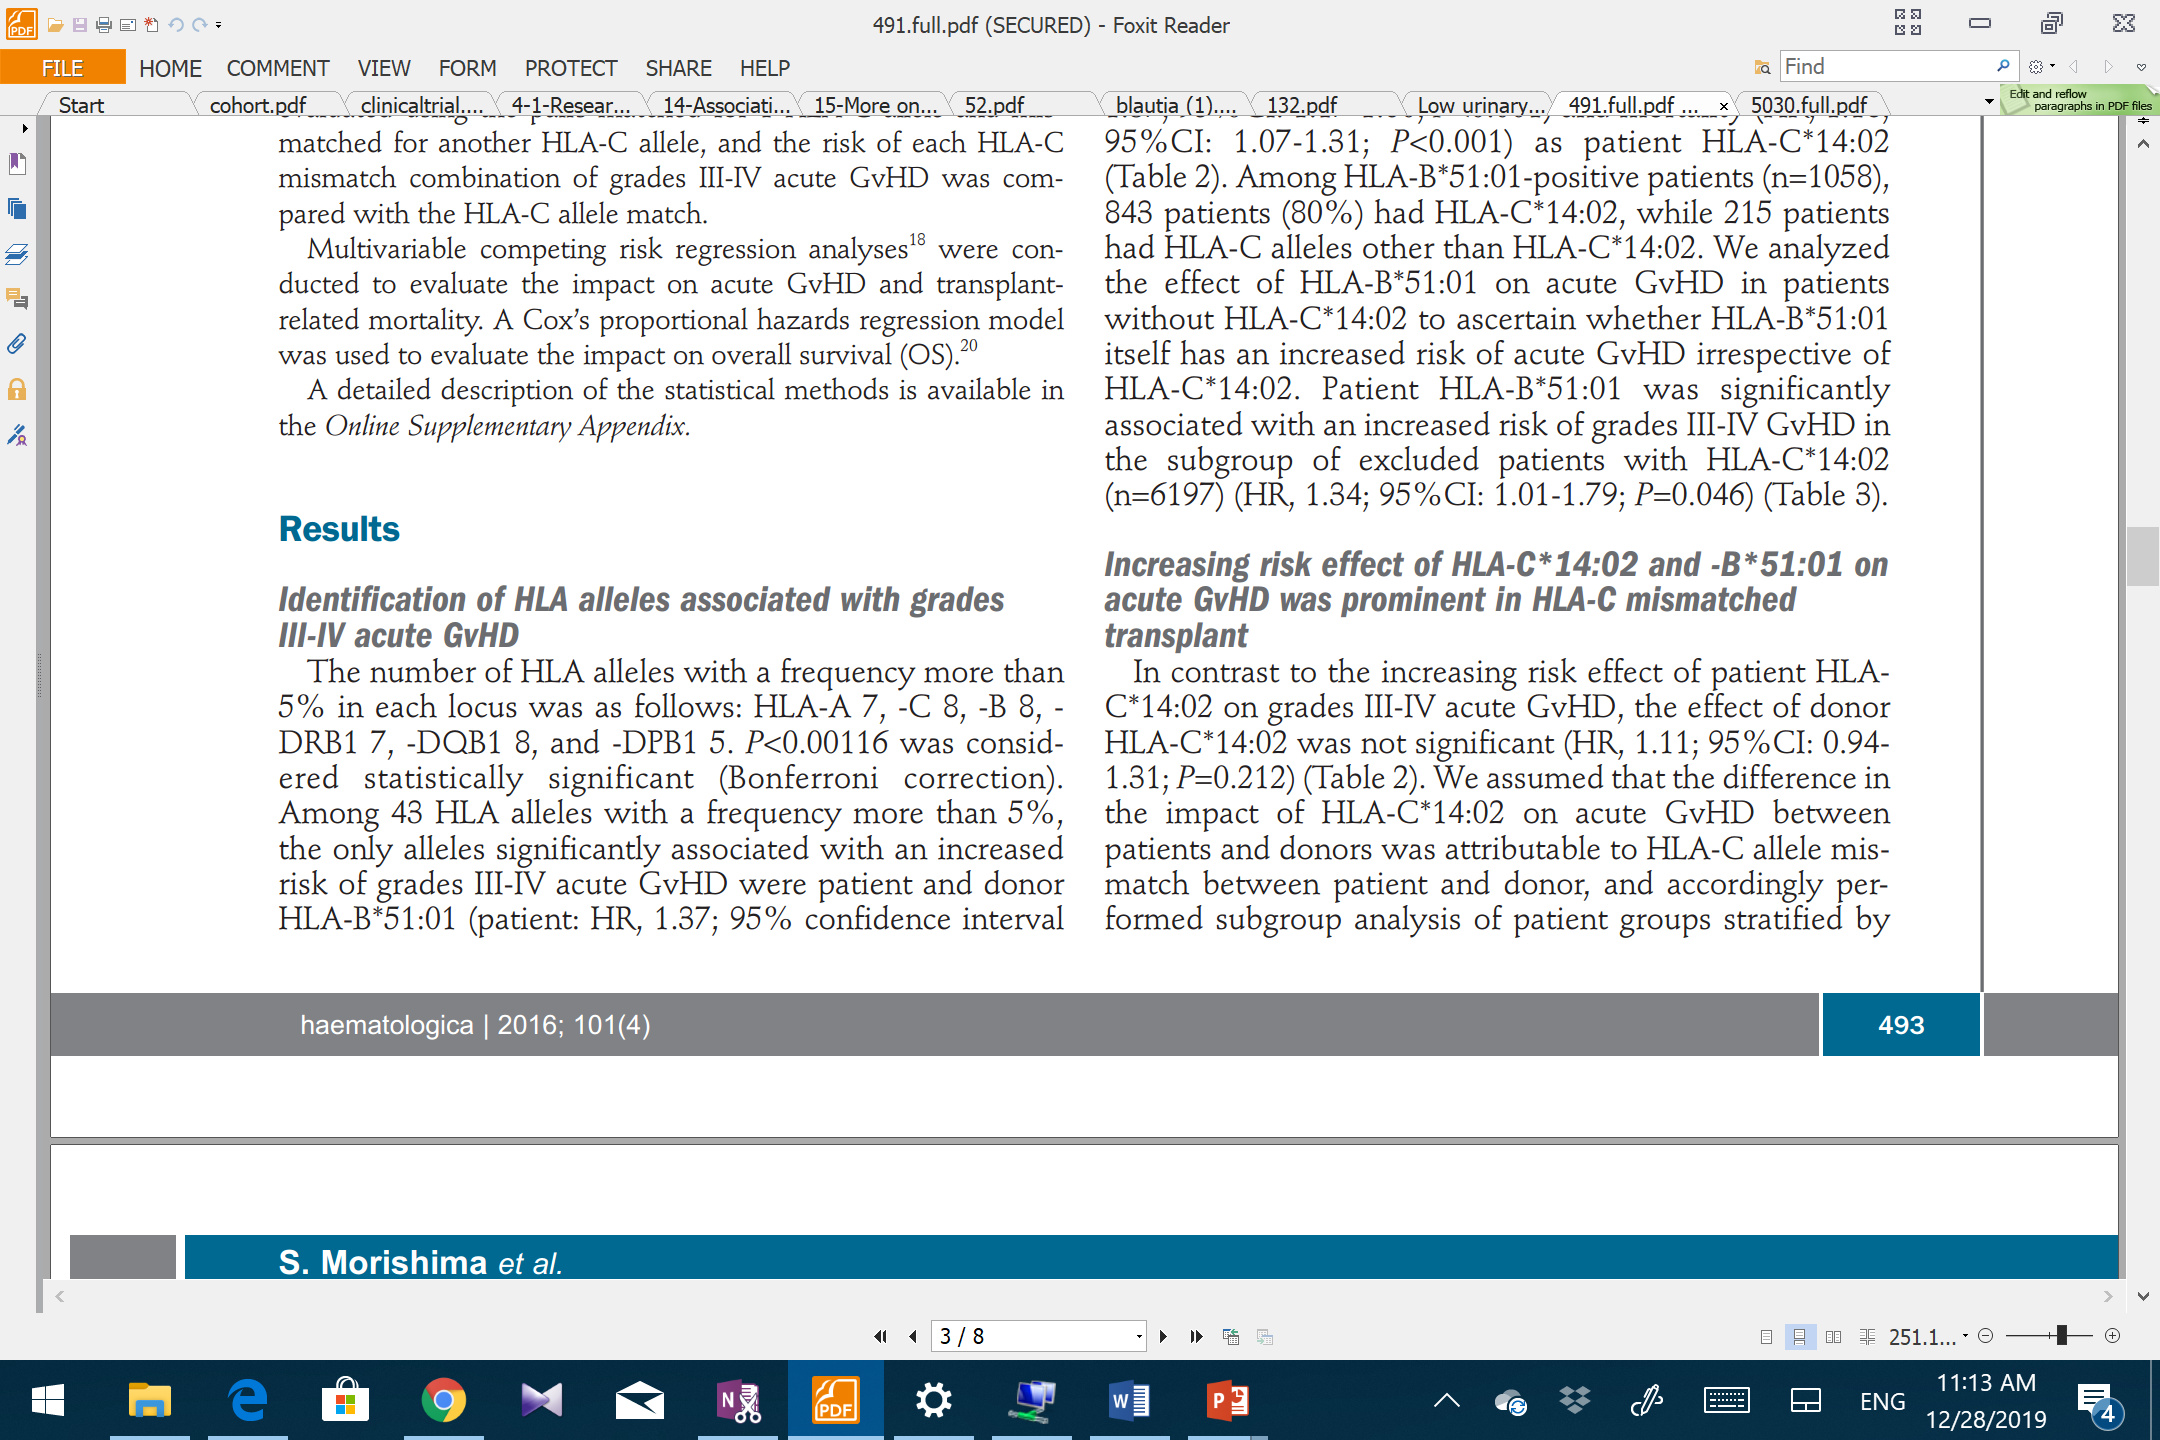 491.full.pdf (SECURED) - Foxit Reader
FILE HOME COMMENT VIEW FORM PROTECT SHARE HELP
Find
Start cohort.pdf clinicaltrial.... 4-1-Resear... 14-Associati... 15-More on... 52.pdf blautia (1).... 132.pdf Low urinary... 491.full.pdf ... 5030.full.pdf
Edit and reflow
paragraphs in PDF files
matched for another HLA-C allele, and the risk of each HLA-C
mismatch combination of grades III-IV acute GvHD was com-
pared with the HLA-C allele match.
Multivariable competing risk regression analyses18 were con-
ducted to evaluate the impact on acute GvHD and transplant-
related mortality. A Cox's proportional hazards regression model
was used to evaluate the impact on overall survival (OS).20
A detailed description of the statistical methods is available in
the Online Supplementary Appendix.
Results
Identification of HLA alleles associated with grades
III-IV acute GvHD
The number of HLA alleles with a frequency more than
5% in each locus was as follows: HLA-A 7, -C 8, -B 8, -
DRB1 7, -DQB1 8, and -DPB1 5. P<0.00116 was consid-
ered statistically significant (Bonferroni correction).
Among 43 HLA alleles with a frequency more than 5%,
the only alleles significantly associated with an increased
risk of grades III-IV acute GvHD were patient and donor
HLA-B*51:01 (patient: HR, 1.37; 95% confidence interval
95%CI: 1.07-1.31; P<0.001) as patient HLA-C*14:02
(Table 2). Among HLA-B*51:01-positive patients (n=1058),
843 patients (80%) had HLA-C*14:02, while 215 patients
had HLA-C alleles other than HLA-C*14:02. We analyzed
the effect of HLA-B*51:01 on acute GvHD in patients
without HLA-C*14:02 to ascertain whether HLA-B*51:01
itself has an increased risk of acute GvHD irrespective of
HLA-C*14:02. Patient HLA-B*51:01 was significantly
associated with an increased risk of grades III-IV GvHD in
the subgroup of excluded patients with HLA-C*14:02
(n=6197) (HR, 1.34; 95%CI: 1.01-1.79; P=0.046) (Table 3).
Increasing risk effect of HLA-C*14:02 and -B*51:01 on
acute GvHD was prominent in HLA-C mismatched
transplant
In contrast to the increasing risk effect of patient HLA-
C*14:02 on grades III-IV acute GvHD, the effect of donor
HLA-C*14:02 was not significant (HR, 1.11; 95%CI: 0.94-
1.31; P=0.212) (Table 2). We assumed that the difference in
the impact of HLA-C*14:02 on acute GvHD between
patients and donors was attributable to HLA-C allele mis-
match between patient and donor, and accordingly per-
formed subgroup analysis of patient groups stratified by
haematologica | 2016; 101(4)
493
S. Morishima et al.
3 / 8
251.1...
ENG
11:13 AM
12/28/2019
4